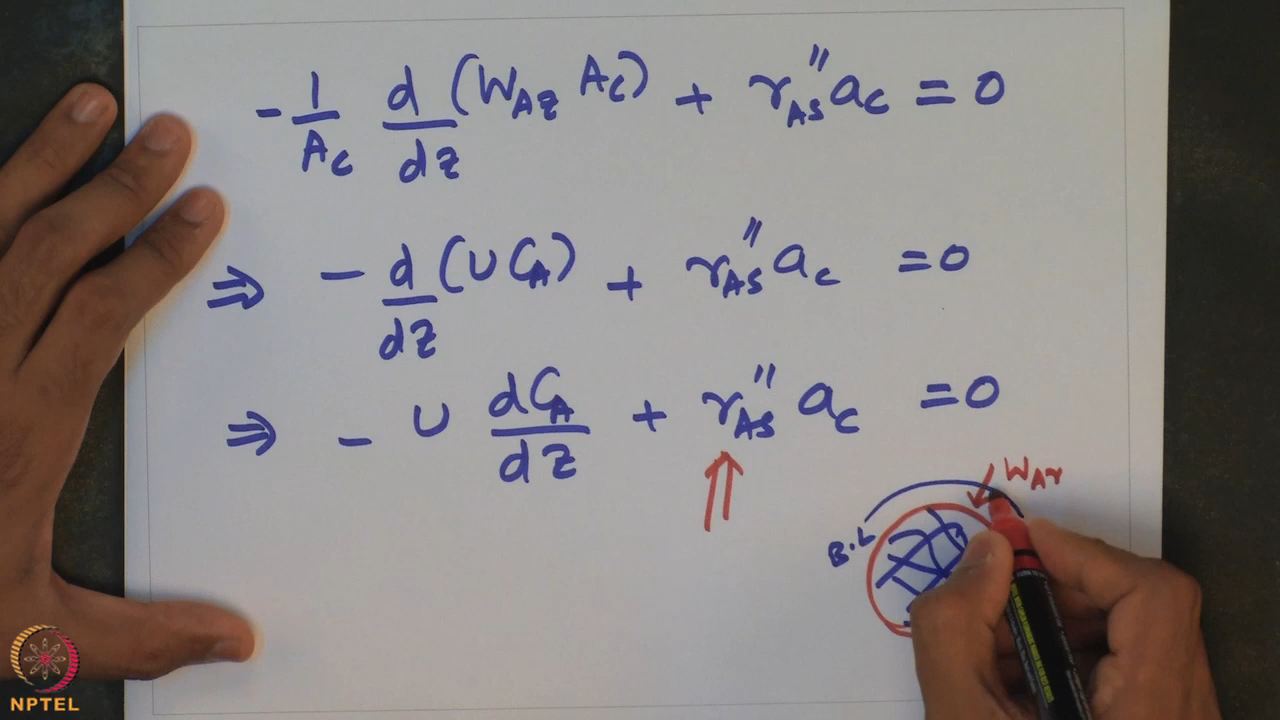 - 1/A_c d/dz (W_Az A_c) + r''_AS a_c = 0
⇒ - d/dz (U C_A) + r''_AS a_c = 0
⇒ - U dC_A/dz + r''_AS a_c = 0
W_Ar
B.L
NPTEL